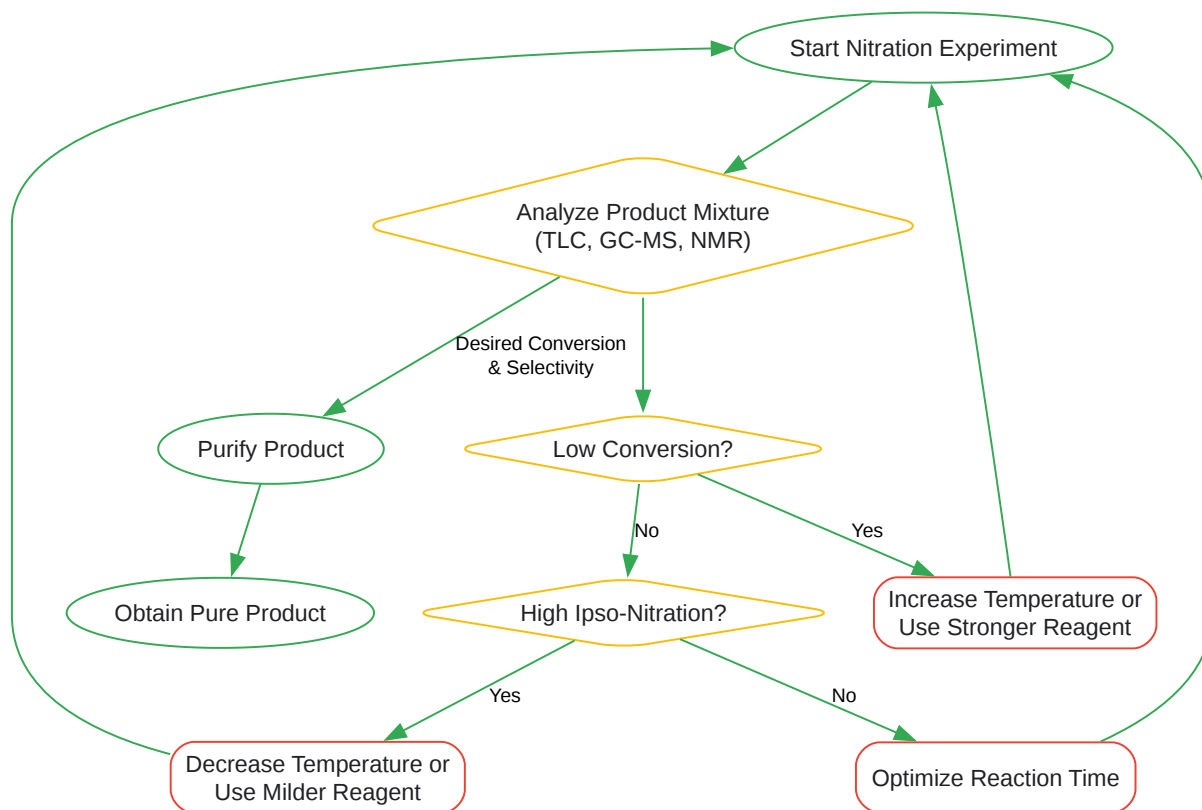 Start Nitration Experiment
Analyze Product Mixture
(TLC, GC-MS, NMR)
Desired Conversion
& Selectivity
Purify Product
Low Conversion?
No
Yes
Obtain Pure Product
High Ipso-Nitration?
Increase Temperature or
Use Stronger Reagent
Yes
No
Decrease Temperature or
Use Milder Reagent
Optimize Reaction Time